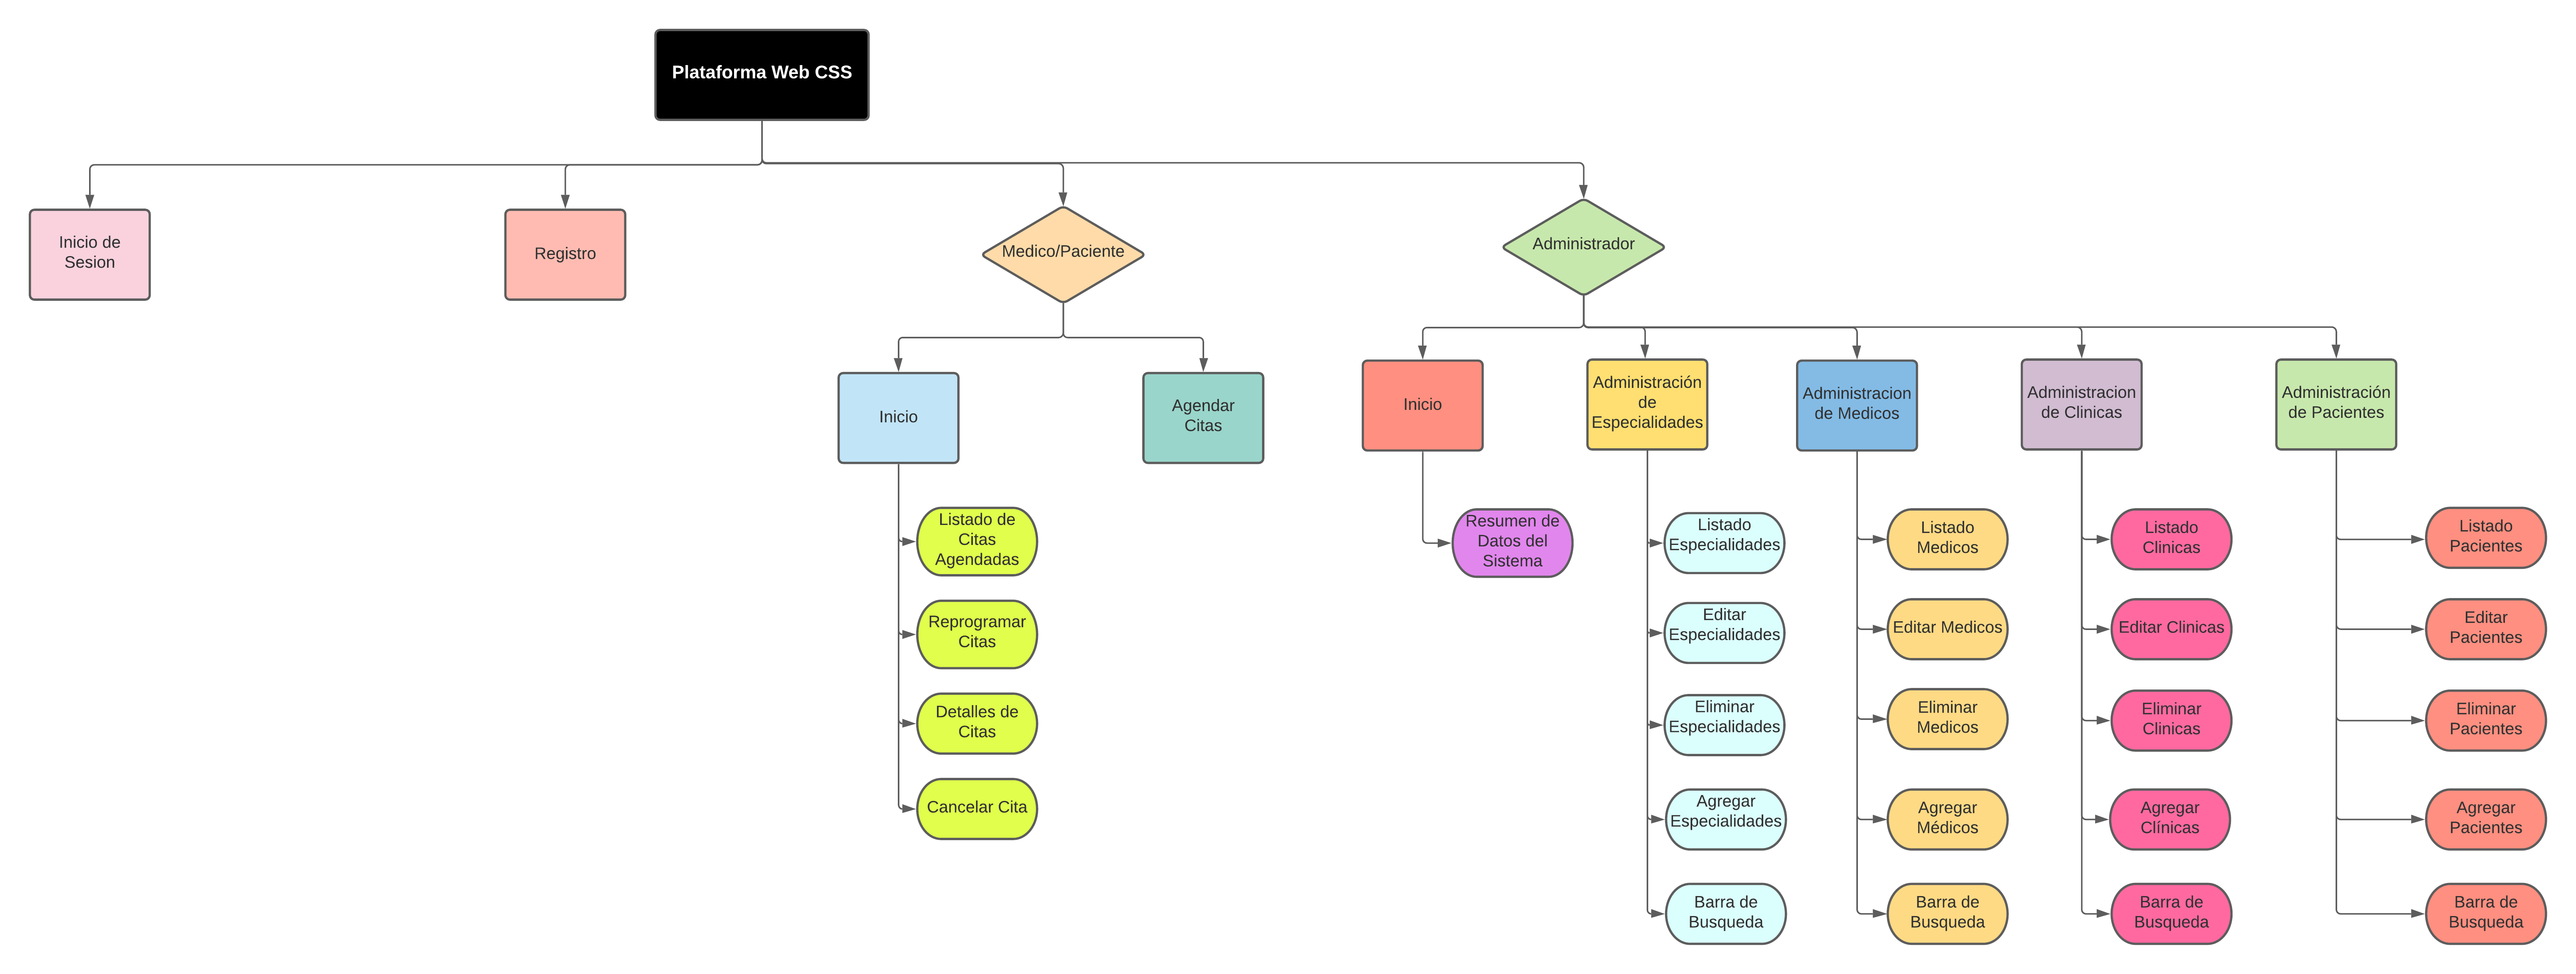 Plataforma Web CSS
Inicio de
Sesion
Registro
Medico/Paciente
Administrador
Inicio
Agendar
Citas
Inicio
Administración
de
Especialidades
Administracion
de Medicos
Administracion
de Clinicas
Administración
de Pacientes
Listado de
Citas
Agendadas
Reprogramar
Citas
Detalles de
Citas
Cancelar Cita
Resumen de
Datos del
Sistema
Listado
Especialidades
Editar
Especialidades
Eliminar
Especialidades
Agregar
Especialidades
Barra de
Busqueda
Listado
Medicos
Editar Medicos
Eliminar
Medicos
Agregar
Médicos
Barra de
Busqueda
Listado
Clinicas
Editar Clinicas
Eliminar
Clinicas
Agregar
Clínicas
Barra de
Busqueda
Listado
Pacientes
Editar
Pacientes
Eliminar
Pacientes
Agregar
Pacientes
Barra de
Busqueda